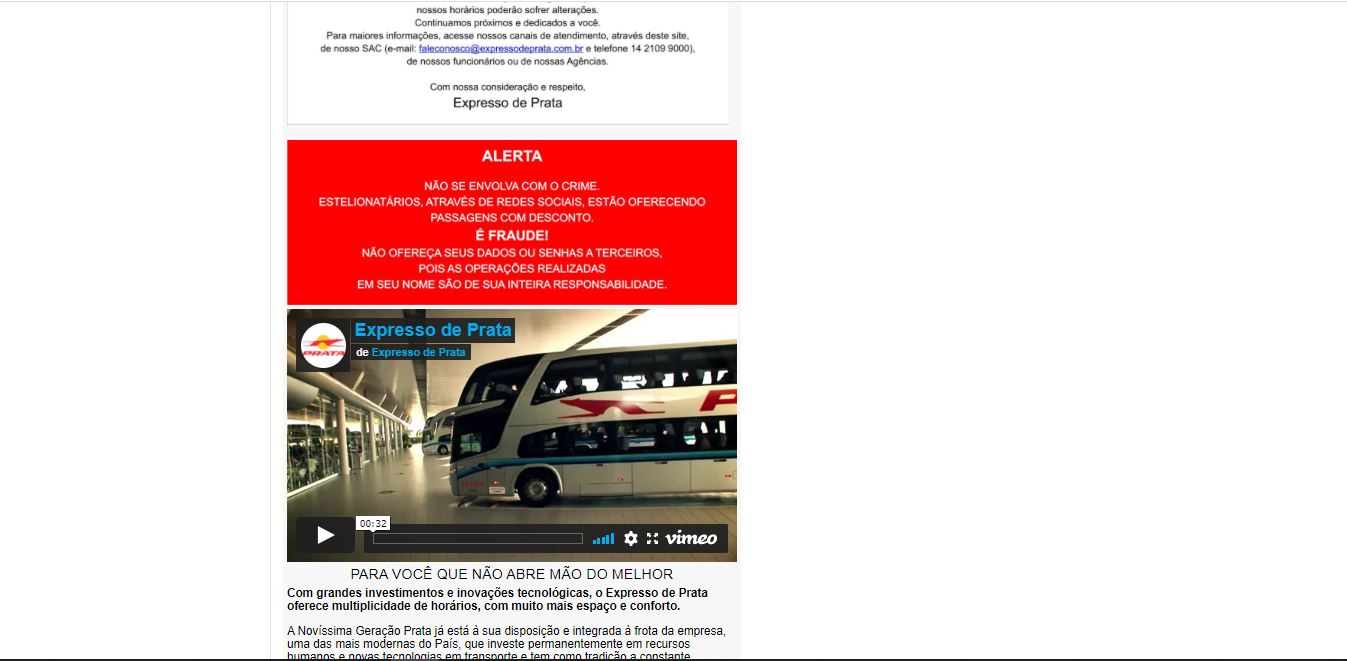 nossos horários poderão sofrer alterações.
Continuamos próximos e dedicados a você.
Para maiores informações, acesse nossos canais de atendimento, através deste site,
de nosso SAC (e-mail: faleconosco@expressodeprata.com.br e telefone 14 2109 9000),
de nossos funcionários ou de nossas Agências.
Com nossa consideração e respeito,
Expresso de Prata
ALERTA
NÃO SE ENVOLVA COM O CRIME.
ESTELIONATÁRIOS, ATRAVÉS DE REDES SOCIAIS, ESTÃO OFERECENDO
PASSAGENS COM DESCONTO.
É FRAUDE!
NÃO OFEREÇA SEUS DADOS OU SENHAS A TERCEIROS,
POIS AS OPERAÇÕES REALIZADAS
EM SEU NOME SÃO DE SUA INTEIRA RESPONSABILIDADE.
PRATA
Expresso de Prata
de Expresso de Prata
00:32
vimeo
PARA VOCÊ QUE NÃO ABRE MÃO DO MELHOR
Com grandes investimentos e inovações tecnológicas, o Expresso de Prata
oferece multiplicidade de horários, com muito mais espaço e conforto.
A Novíssima Geração Prata já está à sua disposição e integrada à frota da empresa,
uma das mais modernas do País, que investe permanentemente em recursos
humanos e novas tecnologias em transporte e tem como tradição a constante